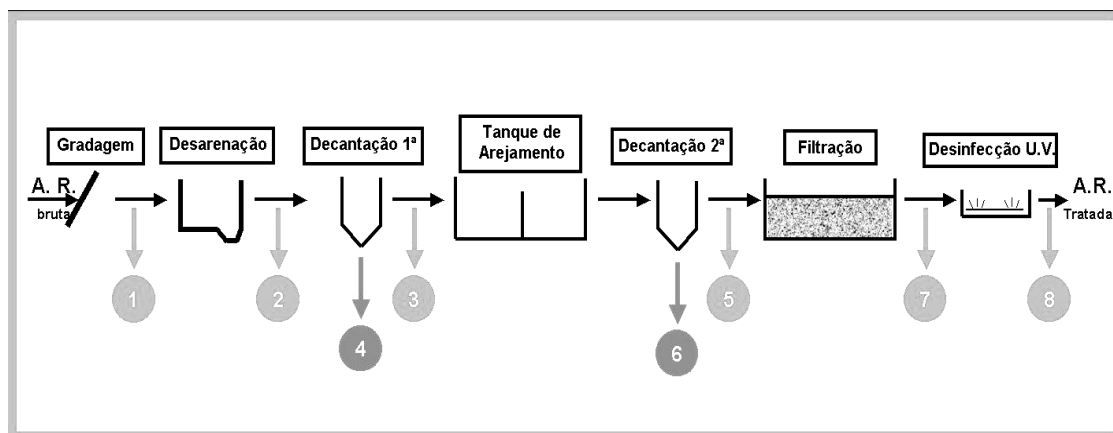 Gradagem
Desarenação
Decantação 1ª
Tanque de
Arejamento
Decantação 2ª
Filtração
Desinfecção U.V.
A. R.
bruta
A.R.
Tratada
1
2
3
4
5
6
7
8